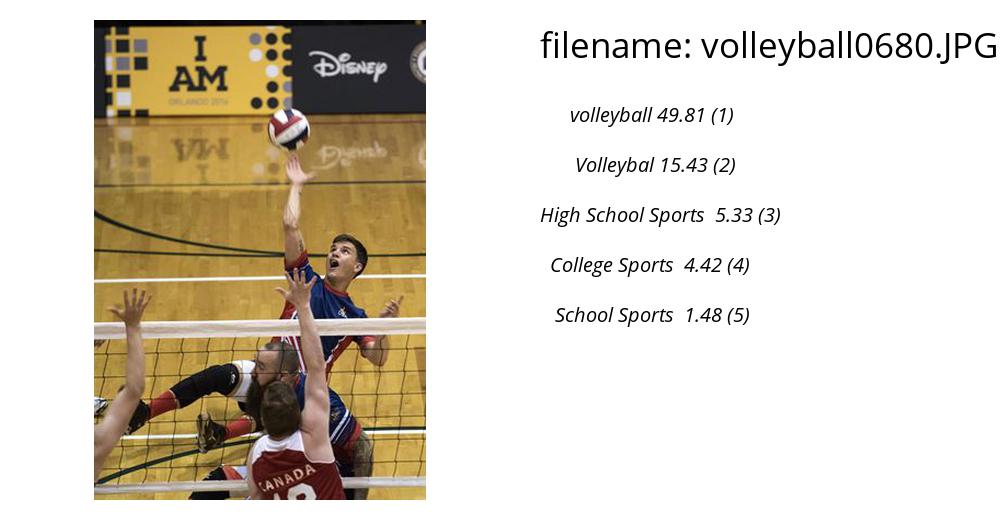 filename: volleyball0680.JPG
I
AM
ORLANDO 2016
Disney
volleyball 49.81 (1)
Volleybal 15.43 (2)
High School Sports  5.33 (3)
College Sports  4.42 (4)
School Sports  1.48 (5)
CANADA